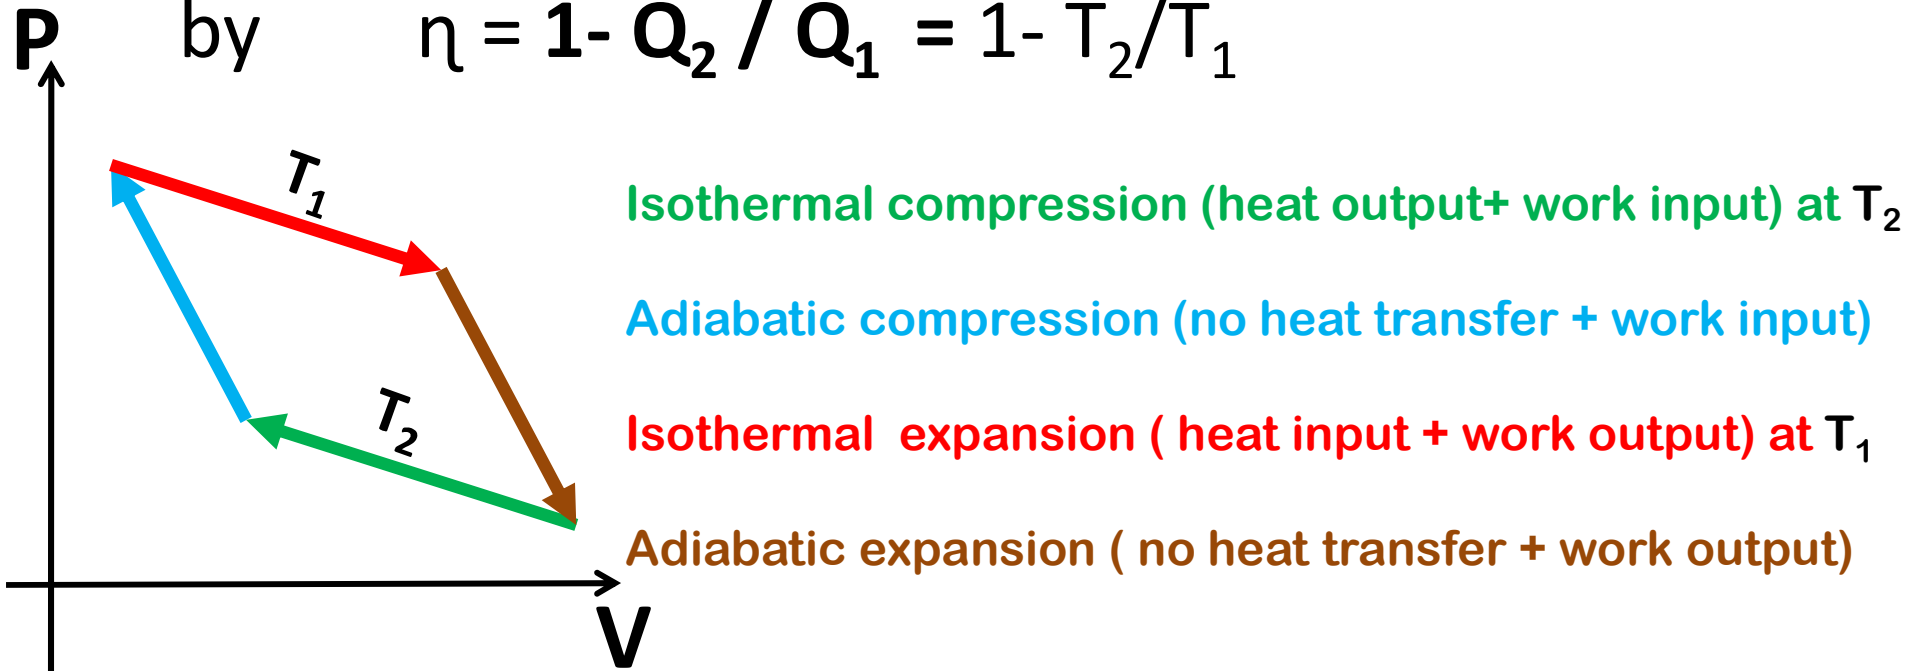 P by η = 1- Q₂ / Q₁ = 1- T₂/T₁
T₁
Isothermal compression (heat output+ work input) at T₂
Adiabatic compression (no heat transfer + work input)
T₂
Isothermal expansion ( heat input + work output) at T₁
Adiabatic expansion ( no heat transfer + work output)
V